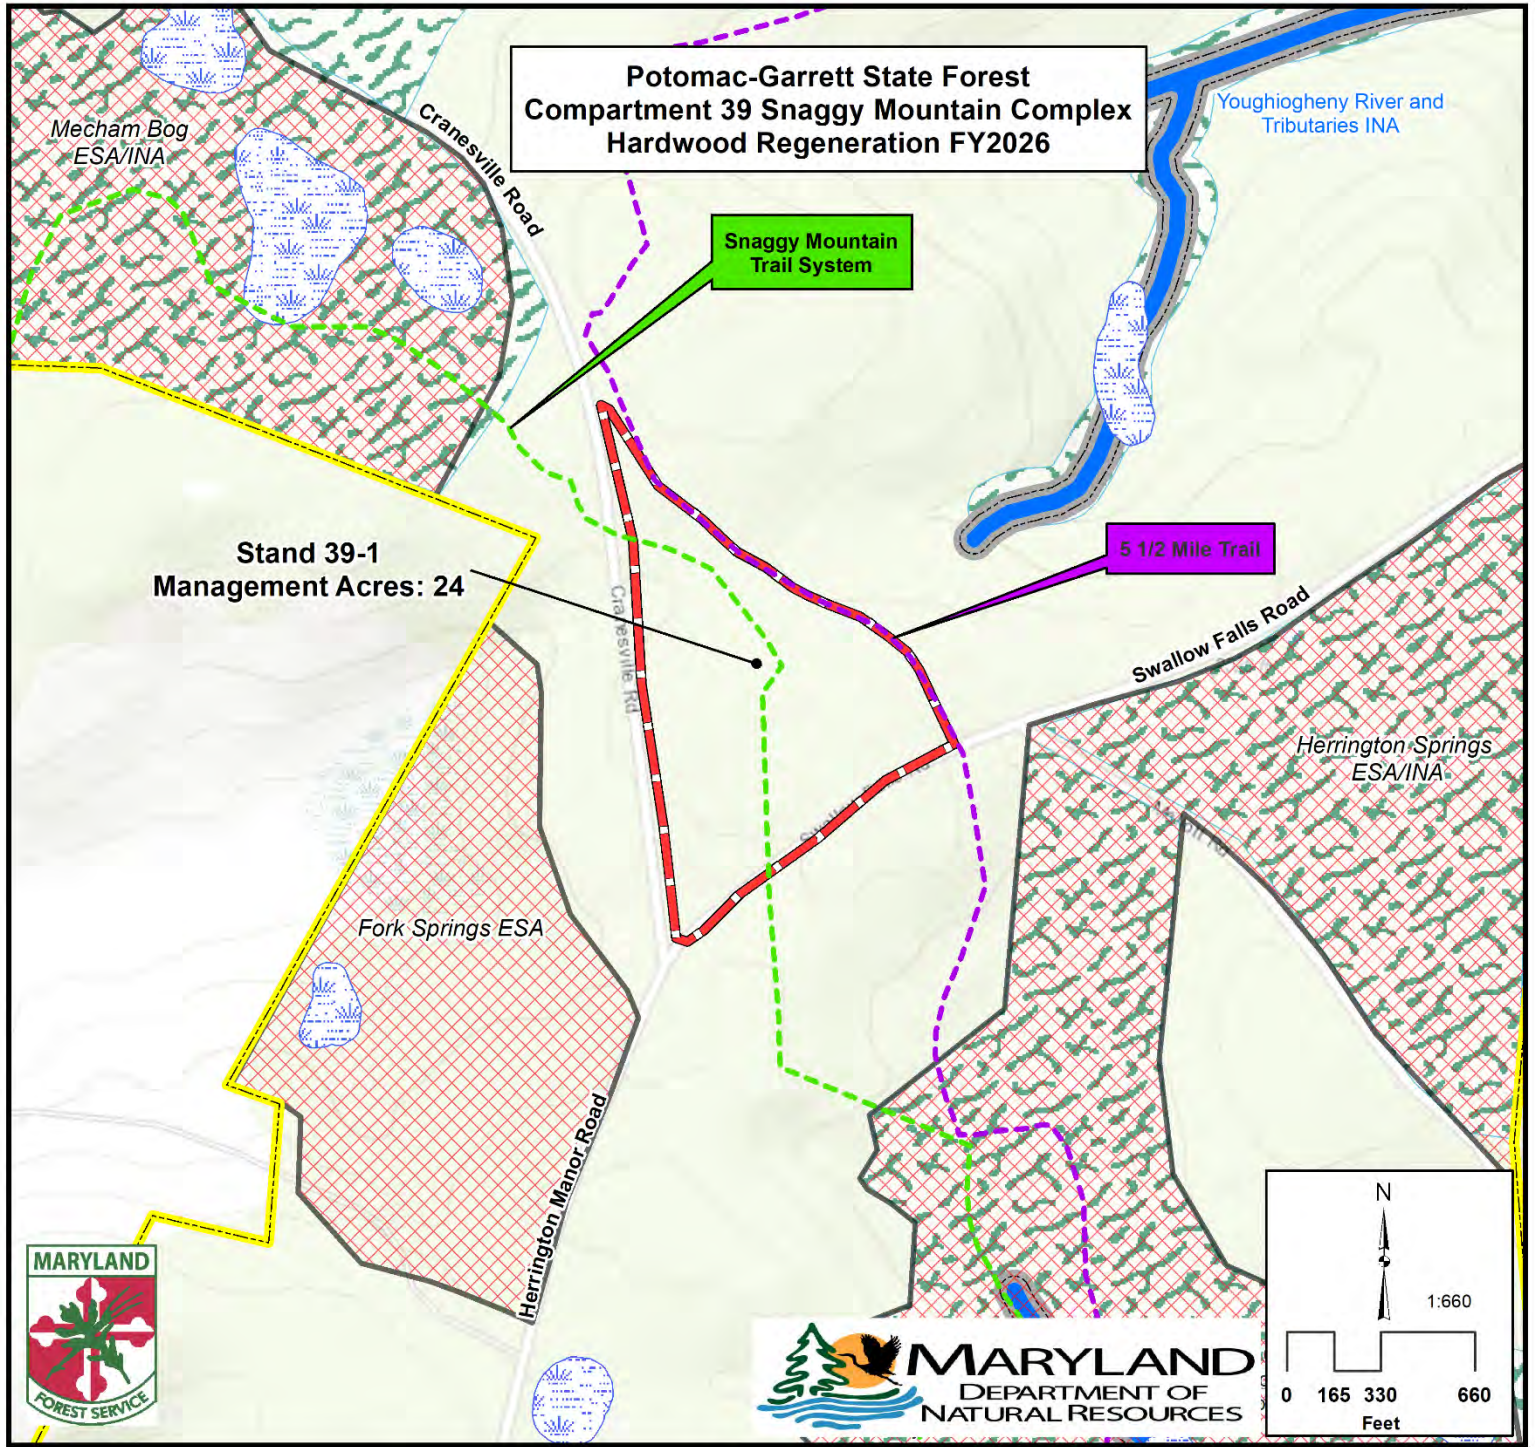 Potomac-Garrett State Forest
Compartment 39 Snaggy Mountain Complex
Hardwood Regeneration FY2026
Youghiogheny River and
Tributaries INA
Mecham Bog
ESA/INA
Cranesville Road
Snaggy Mountain
Trail System
Stand 39-1
Management Acres: 24
5 1/2 Mile Trail
Cranesville Rd
Swallow Falls Road
Herrington Springs
ESA/INA
Fork Springs ESA
Herrington Manor Road
N
1:660
0 165 330 660
Feet
MARYLAND
FOREST SERVICE
MARYLAND
DEPARTMENT OF
NATURAL RESOURCES